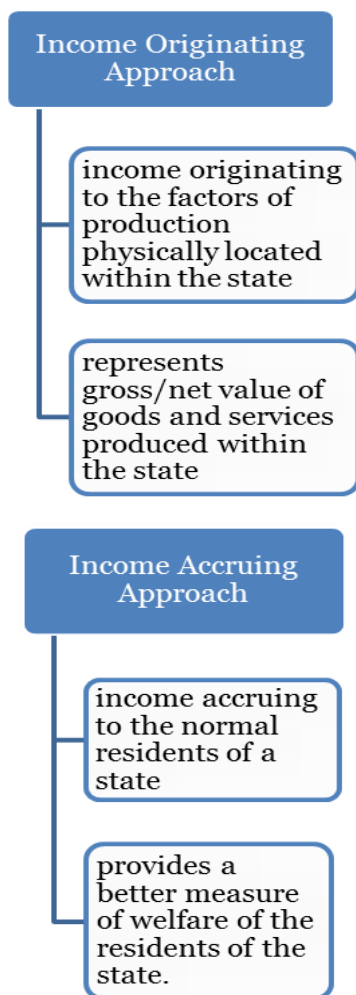 Income Originating
Approach
income originating
to the factors of
production
physically located
within the state
represents
gross/net value of
goods and services
produced within
the state
Income Accruing
Approach
income accruing
to the normal
residents of a
state
provides a
better measure
of welfare of the
residents of the
state.